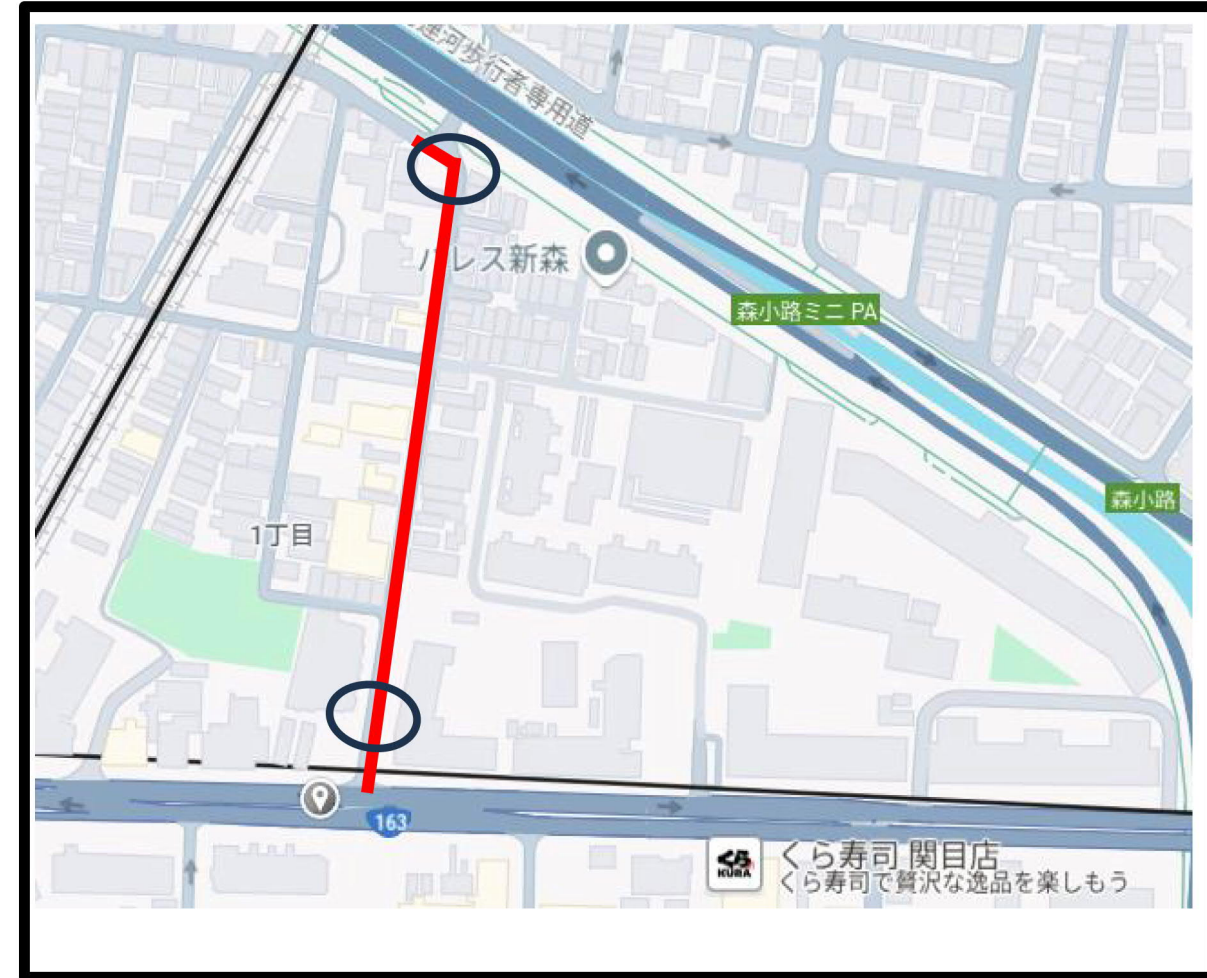 運河歩行者専用道
パレス新森
森小路ミニ PA
森小路
1丁目
163
くら
KURA
くら寿司 関目店
くら寿司で贅沢な逸品を楽しもう